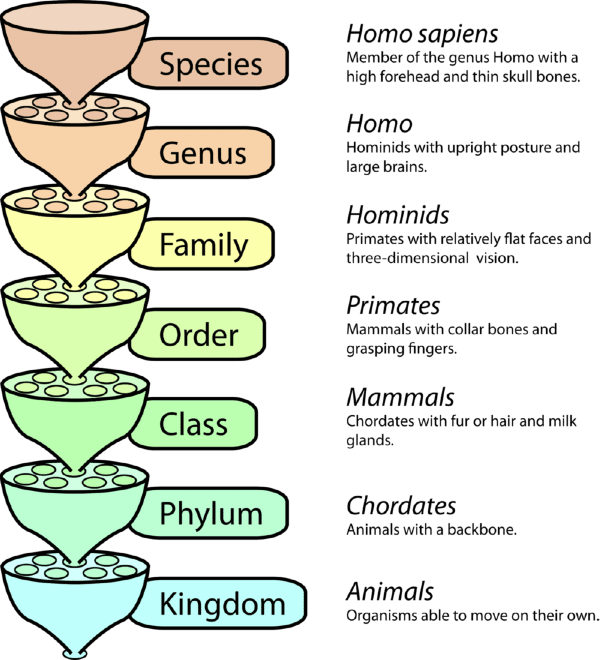 Species
Homo sapiens
Member of the genus Homo with a
high forehead and thin skull bones.
Genus
Homo
Hominids with upright posture and
large brains.
Family
Hominids
Primates with relatively flat faces and
three-dimensional vision.
Order
Primates
Mammals with collar bones and
grasping fingers.
Class
Mammals
Chordates with fur or hair and milk
glands.
Phylum
Chordates
Animals with a backbone.
Kingdom
Animals
Organisms able to move on their own.